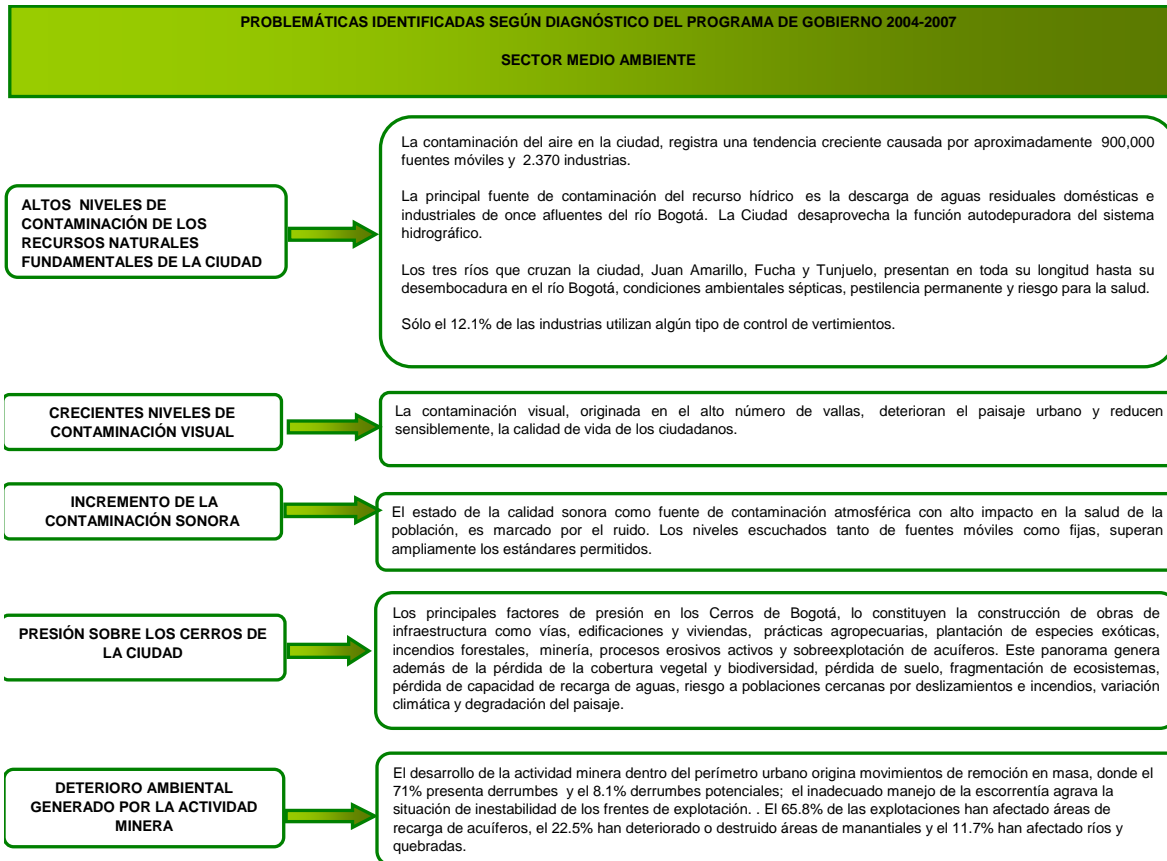 PROBLEMÁTICAS IDENTIFICADAS SEGÚN DIAGNÓSTICO DEL PROGRAMA DE GOBIERNO 2004-2007
SECTOR MEDIO AMBIENTE
ALTOS NIVELES DE
CONTAMINACIÓN DE LOS
RECURSOS NATURALES
FUNDAMENTALES DE LA CIUDAD
La contaminación del aire en la ciudad, registra una tendencia creciente causada por aproximadamente 900,000
fuentes móviles y 2.370 industrias.
La principal fuente de contaminación del recurso hídrico es la descarga de aguas residuales domésticas e
industriales de once afluentes del río Bogotá. La Ciudad desaprovecha la función autodepuradora del sistema
hidrográfico.
Los tres ríos que cruzan la ciudad, Juan Amarillo, Fucha y Tunjuelo, presentan en toda su longitud hasta su
desembocadura en el río Bogotá, condiciones ambientales sépticas, pestilencia permanente y riesgo para la salud.
Sólo el 12.1% de las industrias utilizan algún tipo de control de vertimientos.
CRECIENTES NIVELES DE
CONTAMINACIÓN VISUAL
La contaminación visual, originada en el alto número de vallas, deterioran el paisaje urbano y reducen
sensiblemente, la calidad de vida de los ciudadanos.
INCREMENTO DE LA
CONTAMINACIÓN SONORA
El estado de la calidad sonora como fuente de contaminación atmosférica con alto impacto en la salud de la
población, es marcado por el ruido. Los niveles escuchados tanto de fuentes móviles como fijas, superan
ampliamente los estándares permitidos.
PRESIÓN SOBRE LOS CERROS DE
LA CIUDAD
Los principales factores de presión en los Cerros de Bogotá, lo constituyen la construcción de obras de
infraestructura como vías, edificaciones y viviendas, prácticas agropecuarias, plantación de especies exóticas,
incendios forestales, minería, procesos erosivos activos y sobreexplotación de acuíferos. Este panorama genera
además de la pérdida de la cobertura vegetal y biodiversidad, pérdida de suelo, fragmentación de ecosistemas,
pérdida de capacidad de recarga de aguas, riesgo a poblaciones cercanas por deslizamientos e incendios, variación
climática y degradación del paisaje.
DETERIORO AMBIENTAL
GENERADO POR LA ACTIVIDAD
MINERA
El desarrollo de la actividad minera dentro del perímetro urbano origina movimientos de remoción en masa, donde el
71% presenta derrumbes y el 8.1% derrumbes potenciales; el inadecuado manejo de la escorrentía agrava la
situación de inestabilidad de los frentes de explotación. . El 65.8% de las explotaciones han afectado áreas de
recarga de acuíferos, el 22.5% han deteriorado o destruido áreas de manantiales y el 11.7% han afectado ríos y
quebradas.